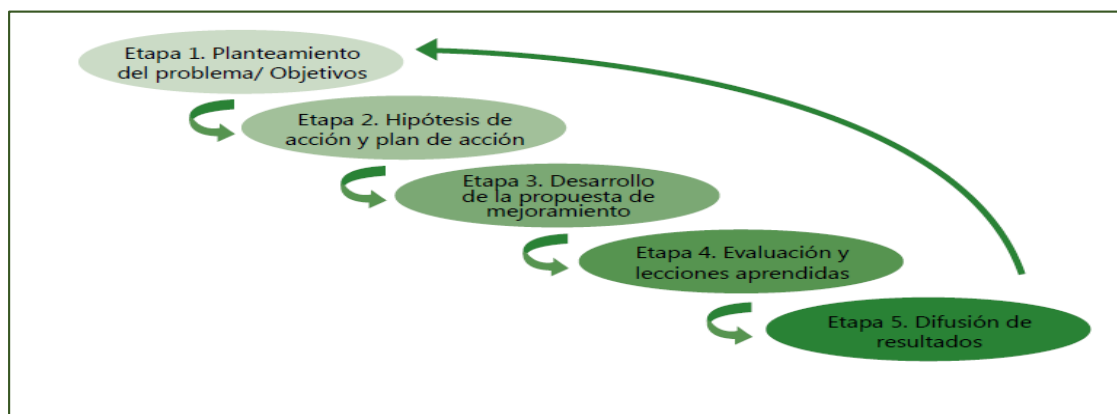 Etapa 1. Planteamiento
del problema/ Objetivos
Etapa 2. Hipótesis de
acción y plan de acción
Etapa 3. Desarrollo
de la propuesta de
mejoramiento
Etapa 4. Evaluación y
lecciones aprendidas
Etapa 5. Difusión de
resultados